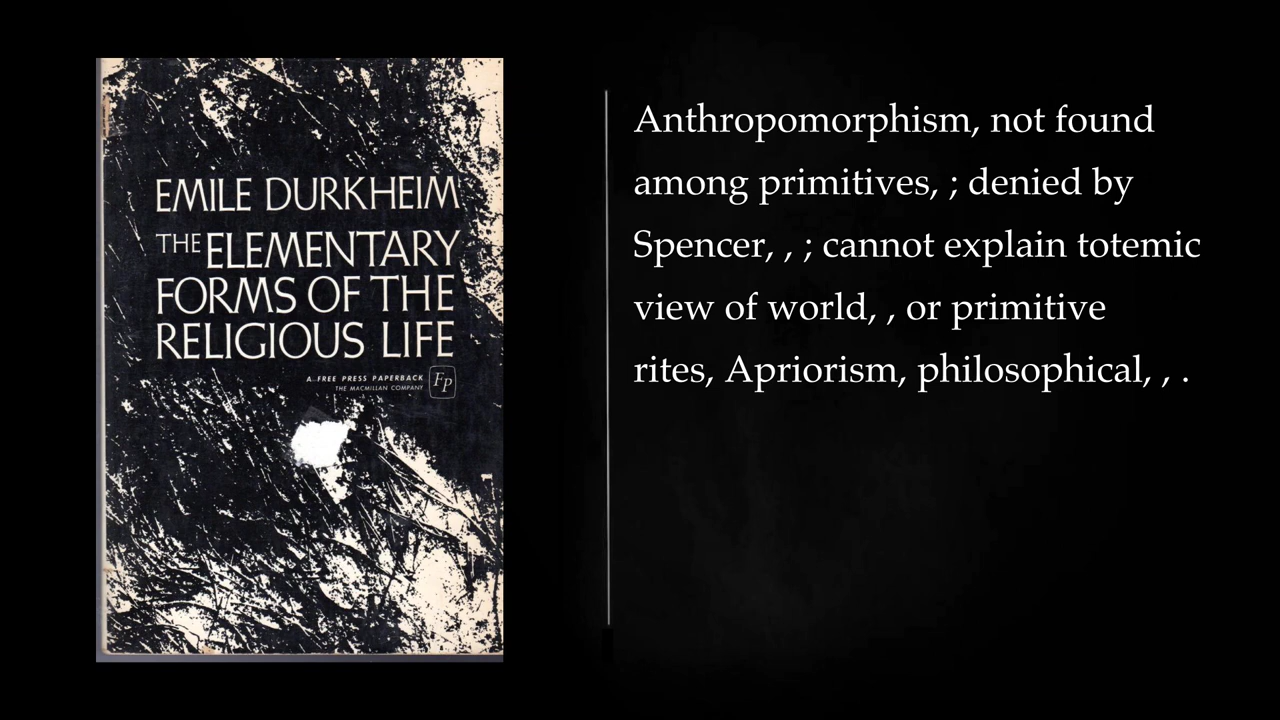 EMILE DURKHEIM
THE ELEMENTARY
FORMS OF THE
RELIGIOUS LIFE
A FREE PRESS PAPERBACK
THE MACMILLAN COMPANY
Fp
Anthropomorphism, not found
among primitives, ; denied by
Spencer, , ; cannot explain totemic
view of world, , or primitive
rites, Apriorism, philosophical, , .